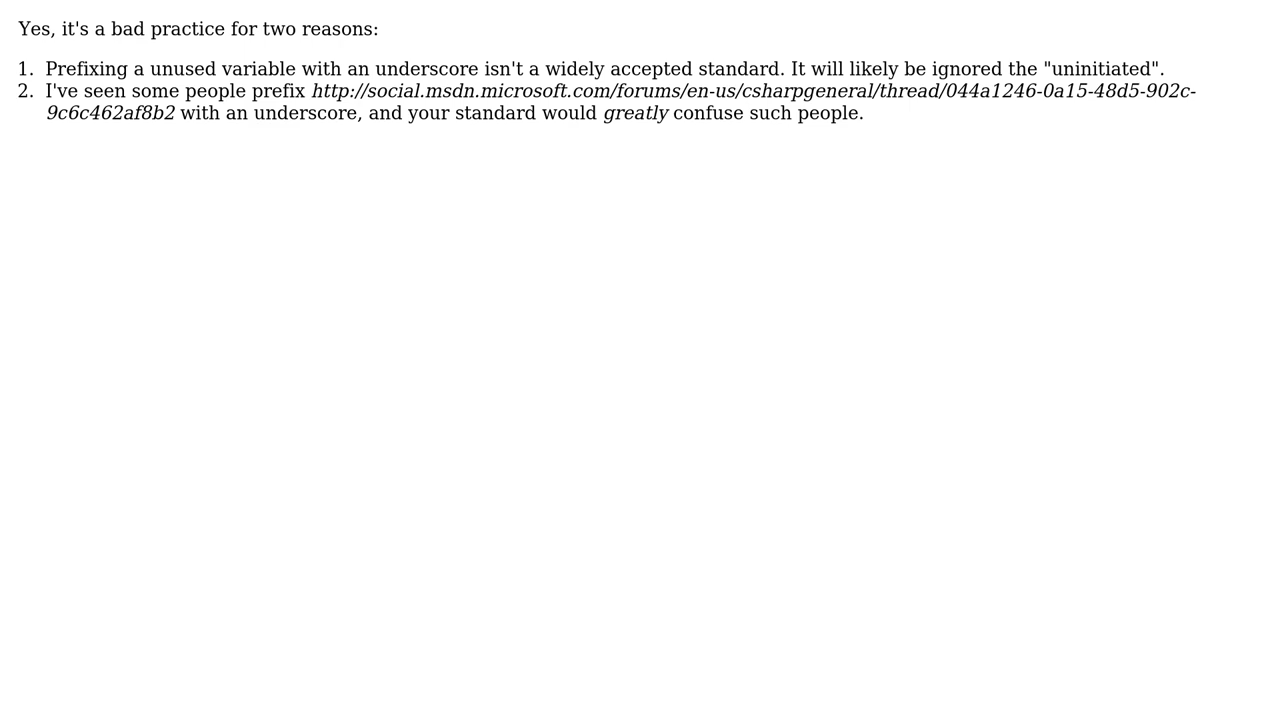 Yes, it's a bad practice for two reasons:
1. Prefixing a unused variable with an underscore isn't a widely accepted standard. It will likely be ignored the "uninitiated".
2. I've seen some people prefix http://social.msdn.microsoft.com/forums/en-us/csharpgeneral/thread/044a1246-0a15-48d5-902c-
9c6c462af8b2 with an underscore, and your standard would greatly confuse such people.